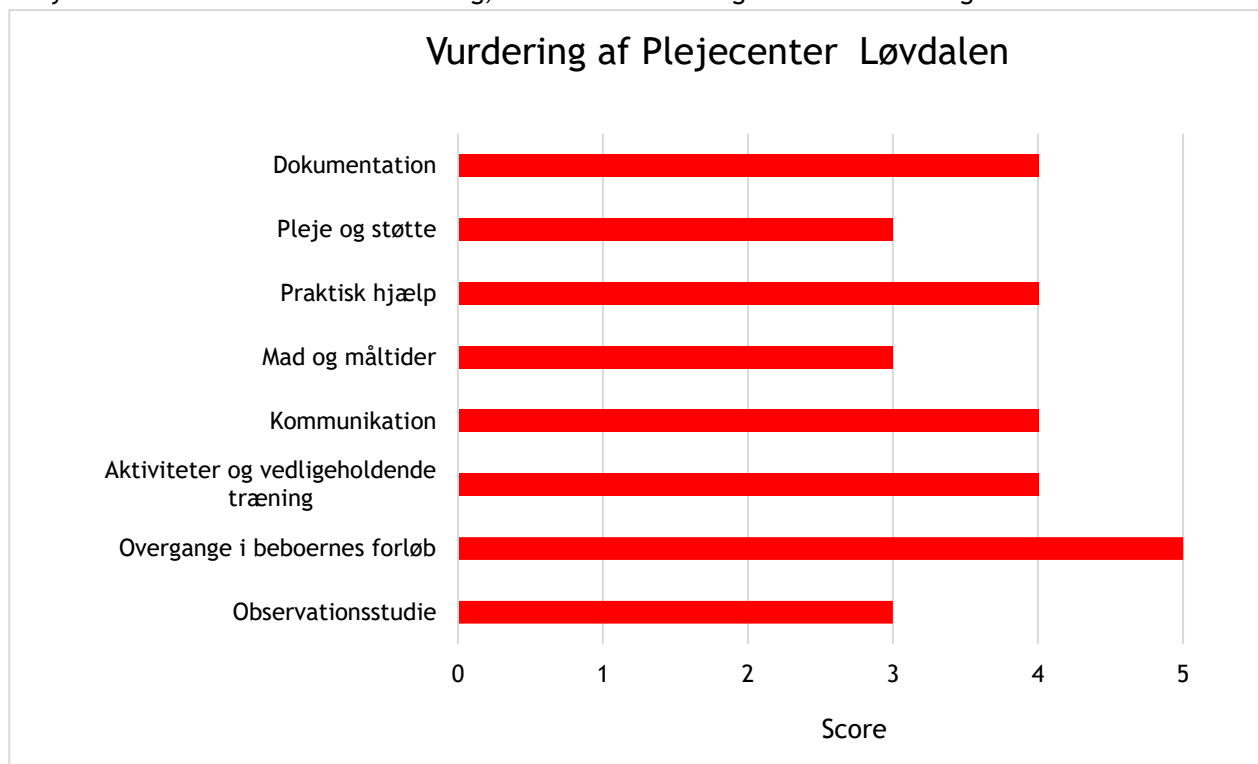 Vurdering af Plejecenter Løvdalen
Dokumentation
Pleje og støtte
Praktisk hjælp
Mad og måltider
Kommunikation
Aktiviteter og vedligeholdende
træning
Overgange i beboernes forløb
Observationsstudie
0 1 2 3 4 5
Score